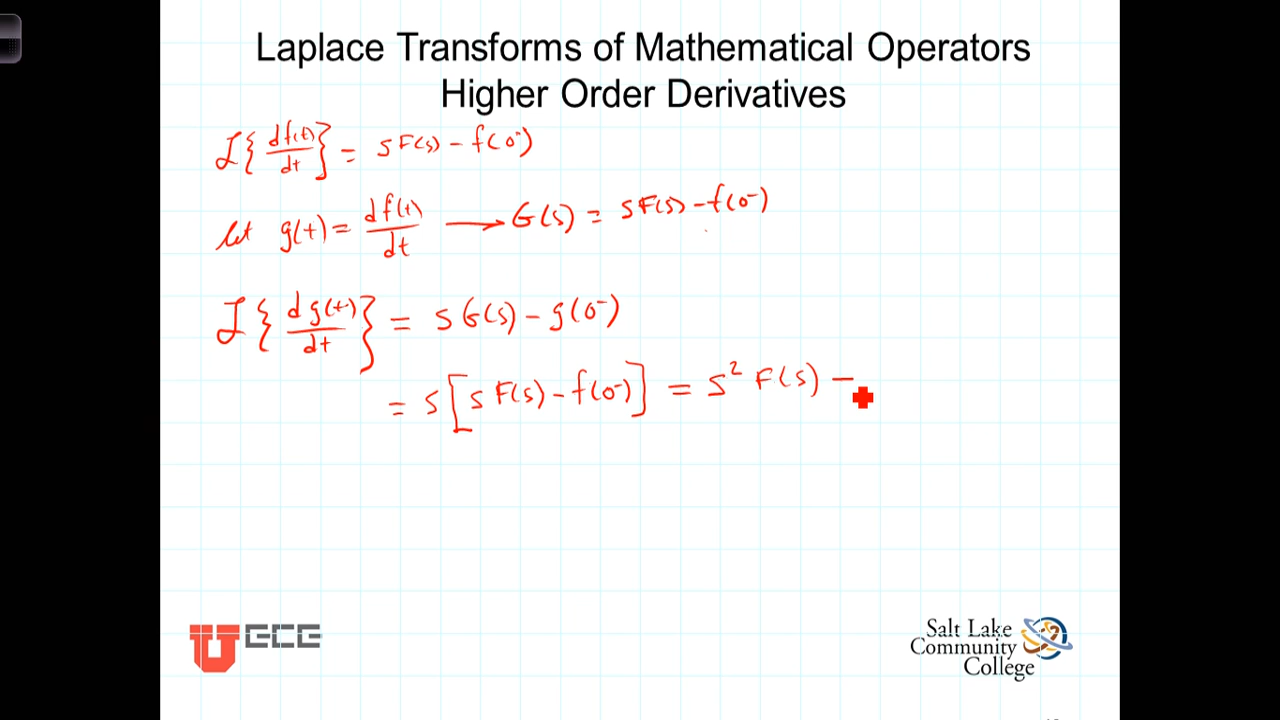 Laplace Transforms of Mathematical Operators
Higher Order Derivatives
ℒ{df(t)/dt} = sF(s) - f(0⁻)
let g(t) = df(t)/dt → G(s) = sF(s) - f(0⁻)
ℒ{dg(t)/dt} = sG(s) - g(0⁻)
= s[sF(s) - f(0⁻)] = s²F(s) -
U ECE
Salt Lake
Community
College